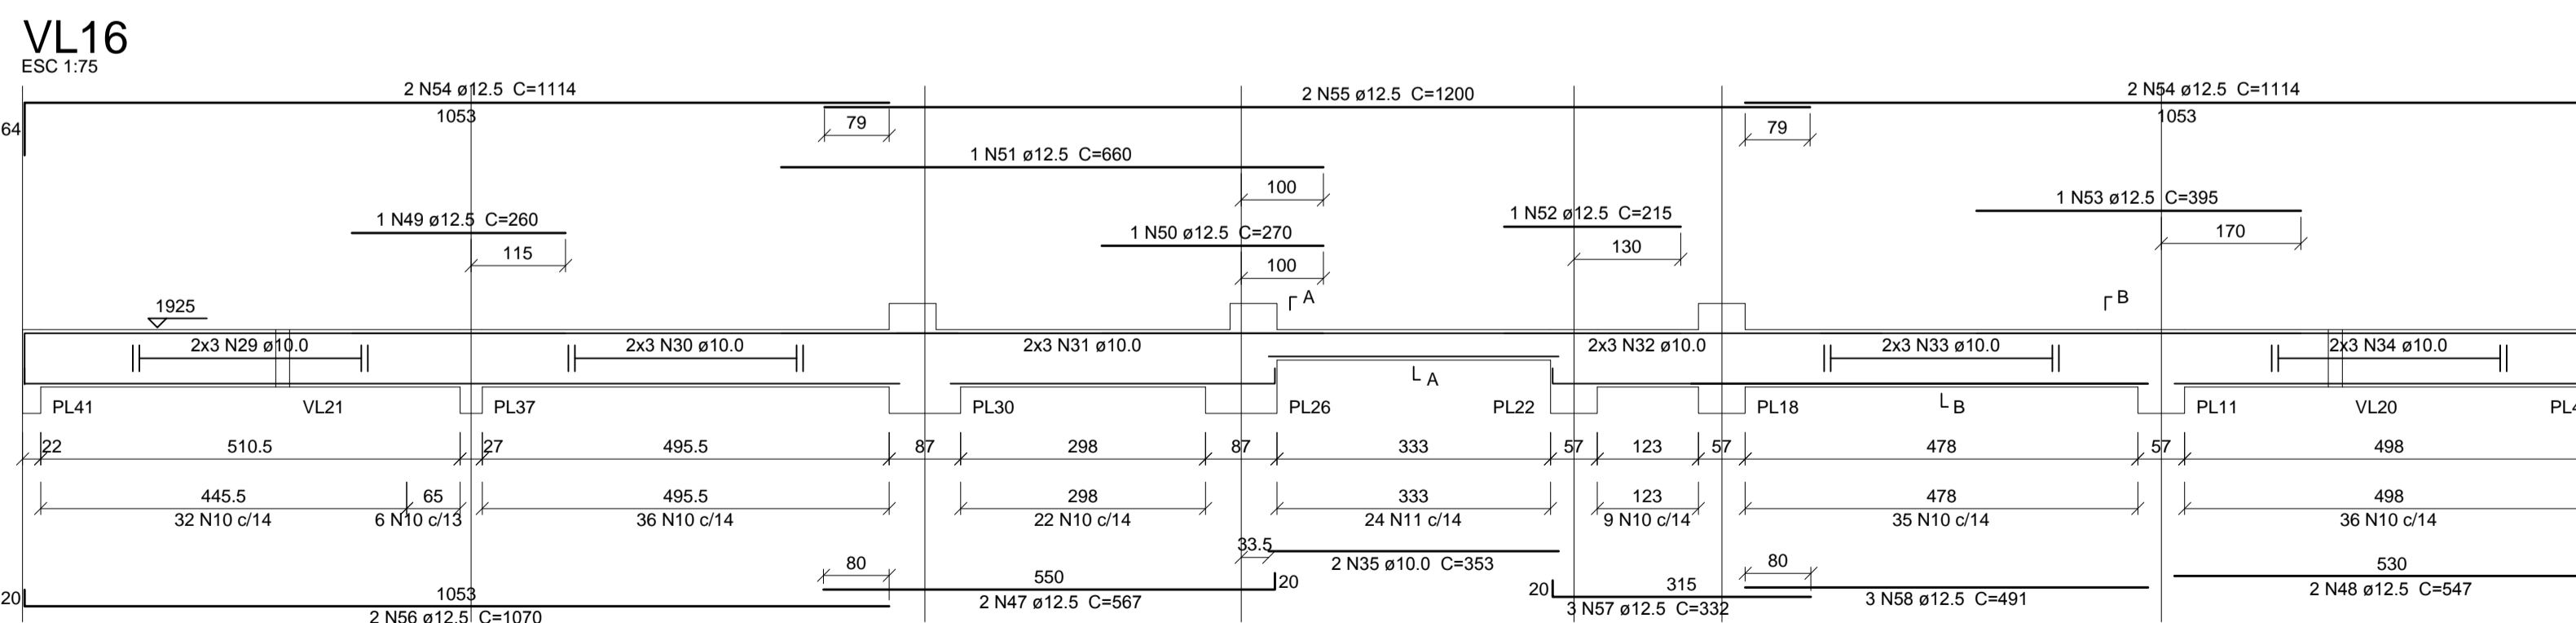 VL16
ESC 1:75
2 N54 ø12.5 C=1114
2 N55 ø12.5 C=1200
2 N54 ø12.5 C=1114
64
1053
79
79
1053
1 N51 ø12.5 C=660
100
1 N49 ø12.5 C=260
115
1 N50 ø12.5 C=270
100
1 N52 ø12.5 C=215
130
1 N53 ø12.5 C=395
170
1925
A
B
2x3 N29 ø10.0
2x3 N30 ø10.0
2x3 N31 ø10.0
2x3 N32 ø10.0
2x3 N33 ø10.0
2x3 N34 ø10.0
A
B
PL41
VL21
PL37
PL30
PL26
PL22
PL18
PL11
VL20
22
510.5
27
495.5
87
298
87
333
57
123
57
478
57
498
445.5
65
495.5
298
333
123
478
498
32 N10 c/14
6 N10 c/13
36 N10 c/14
22 N10 c/14
24 N11 c/14
9 N10 c/14
35 N10 c/14
36 N10 c/14
33.5
2 N35 ø10.0 C=353
80
550
20
2 N47 ø12.5 C=567
20
315
3 N57 ø12.5 C=332
80
3 N58 ø12.5 C=491
530
2 N48 ø12.5 C=547
20
1053
2 N56 ø12.5 C=1070